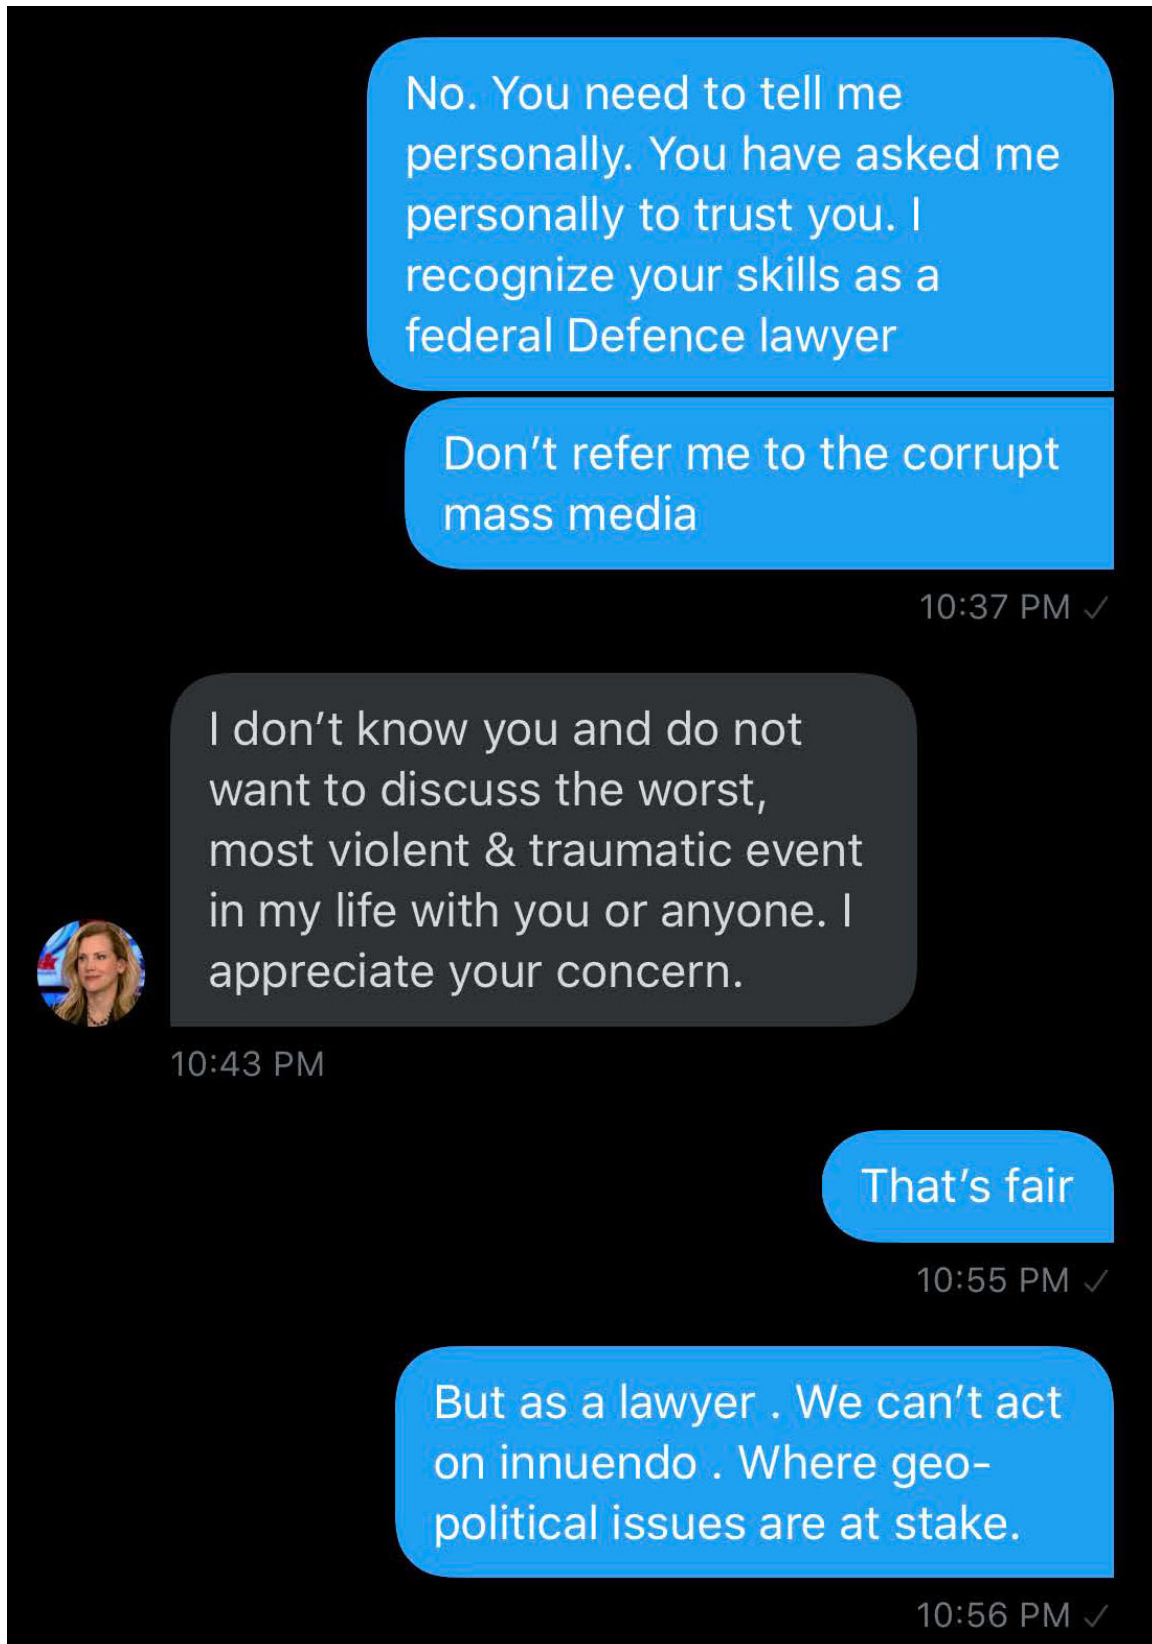 No. You need to tell me
personally. You have asked me
personally to trust you. I
recognize your skills as a
federal Defence lawyer
Don't refer me to the corrupt
mass media
10:37 PM ✓
I don't know you and do not
want to discuss the worst,
most violent & traumatic event
in my life with you or anyone. I
appreciate your concern.
10:43 PM
That's fair
10:55 PM ✓
But as a lawyer . We can't act
on innuendo . Where geo-
political issues are at stake.
10:56 PM ✓